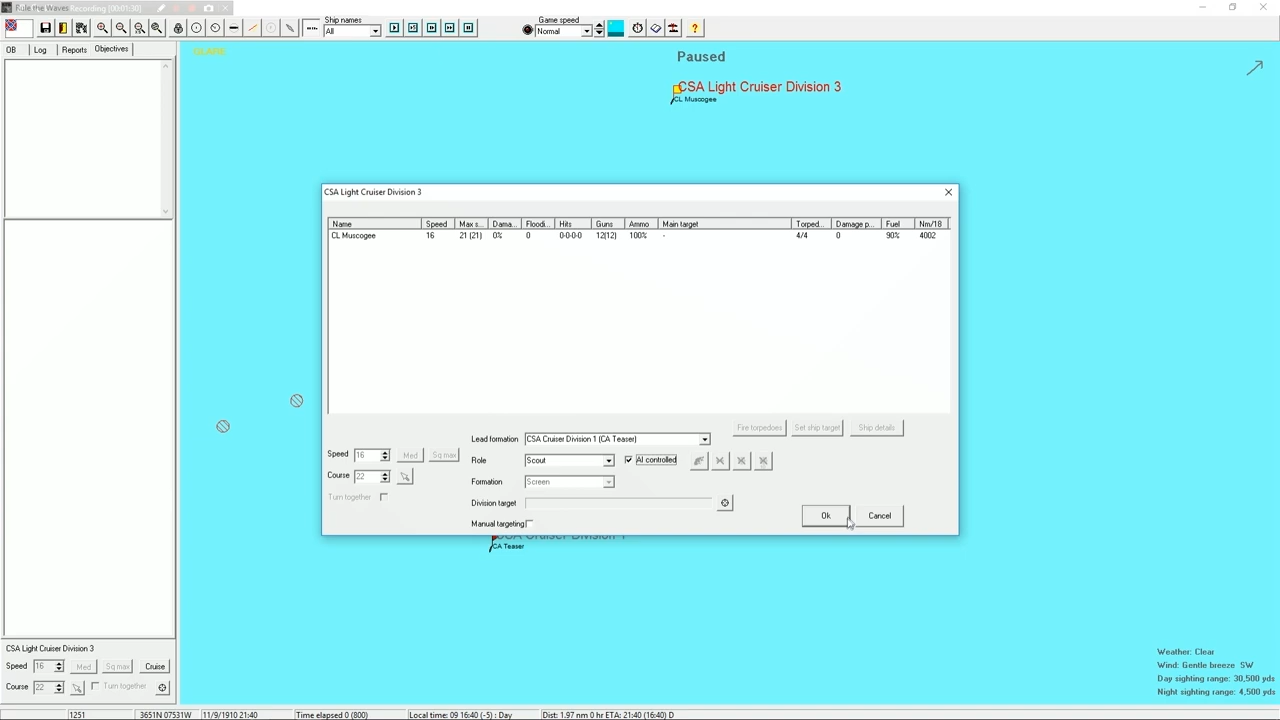 Rule the Waves
Recording [00:01:30]
Ship names
All
Game speed
Normal
OB Log Reports Objectives
Paused
CSA Light Cruiser Division 3
CL Muscogee
CSA Light Cruiser Division 3
Name Speed Max s... Dama... Floodi... Hits Guns Ammo Main target Torped... Damage p... Fuel Nm/18
CL Muscogee 16 21 (21) 0% 0 0-0-0-0 12(12) 100% - 4/4 0 90% 4002
Fire torpedoes Set ship target Ship details
Lead formation CSA Cruiser Division 1 (CA Teaser)
Speed 16 Med Sq max
Role Scout AI controlled
Course 22
Formation Screen
Turn together
Division target
Manual targeting
Ok Cancel
CSA Cruiser Division 1
CA Teaser
CSA Light Cruiser Division 3
Speed 16 Med Sq max Cruise
Course 22 Turn together
Weather: Clear
Wind: Gentle breeze SW
Day sighting range: 30,500 yds
Night sighting range: 4,500 yds
1251 3651N 07531W 11/9/1910 21:40 Time elapsed 0 (800) Local time: 09 16:40 (-5) : Day Dist: 1.97 nm 0 hr ETA: 21:40 (16:40) D